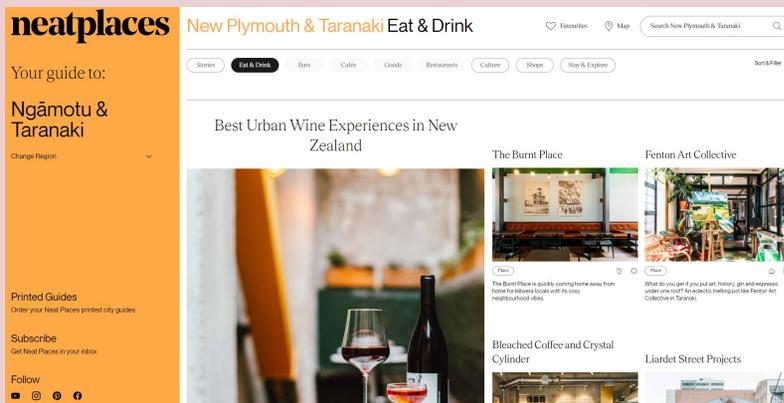 neatplaces
Your guide to:
Ngāmotu &
Taranaki
Change Region
Printed Guides
Order your Neat Places printed city guides
Subscribe
Get Neat Places in your inbox
Follow
New Plymouth & Taranaki Eat & Drink
Favourites
Map
Search New Plymouth & Taranaki
Stories
Eat & Drink
Bars
Cafés
Goods
Restaurants
Culture
Shops
Stay & Explore
Sort & Filter
Best Urban Wine Experiences in New
Zealand
The Burnt Place
Place
The Burnt Place is quickly coming home away from
home for Hāwera locals with its cosy
neighbourhood vibes.
Fenton Art Collective
Place
What do you get if you put art, history, gin and espresso
under one roof? An eclectic melting pot like Fenton Art
Collective in Taranaki.
Bleached Coffee and Crystal
Cylinder
Liardet Street Projects